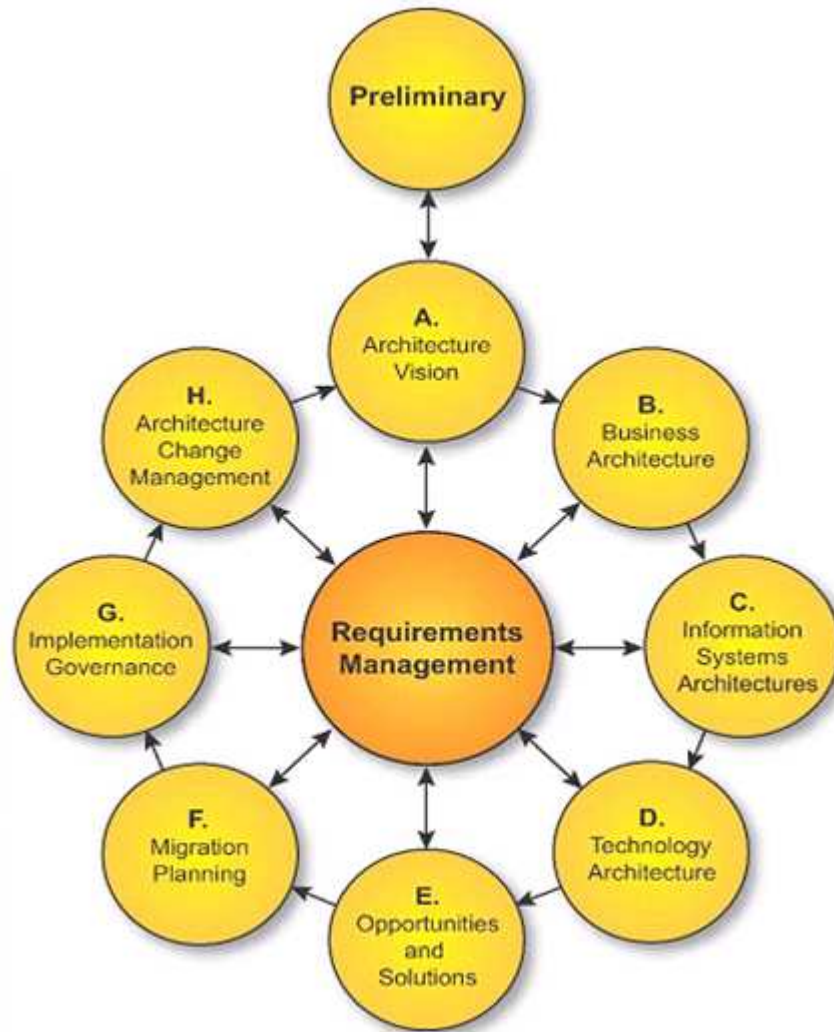 Preliminary
A.
Architecture
Vision
B.
Business
Architecture
C.
Information
Systems
Architectures
D.
Technology
Architecture
E.
Opportunities
and
Solutions
F.
Migration
Planning
G.
Implementation
Governance
H.
Architecture
Change
Management
Requirements
Management